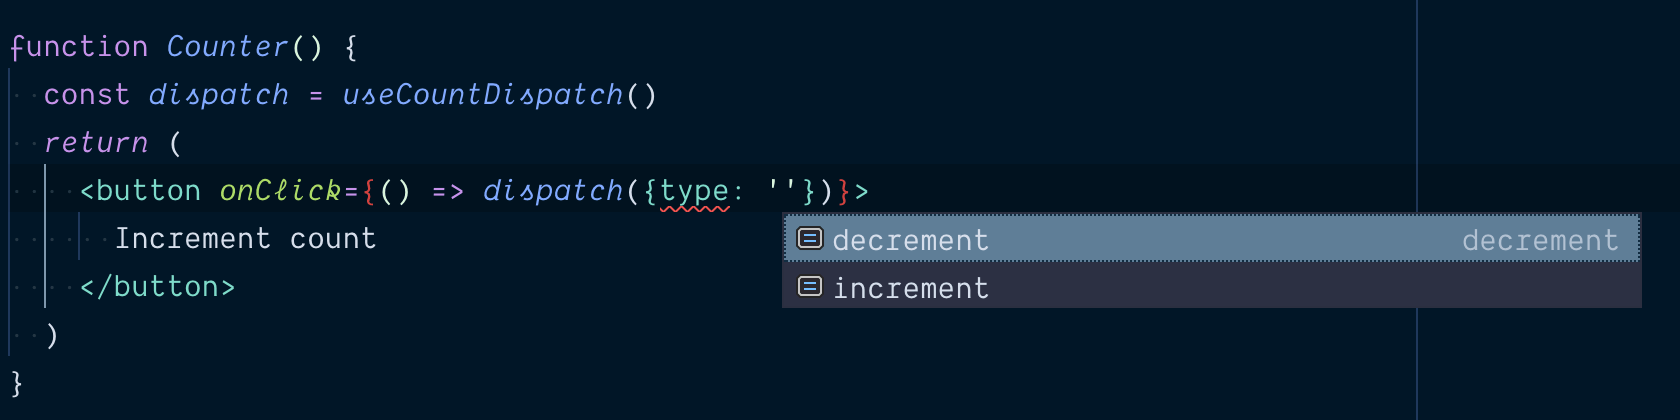 function Counter() {
const dispatch = useCountDispatch()
return (
<button onClick={() => dispatch({type: ''})}>
Increment count
decrement decrement
</button>
increment
)
}